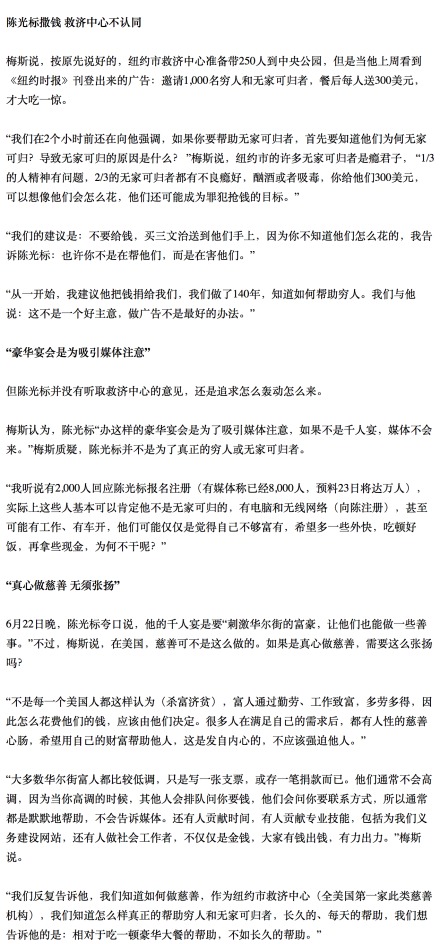 陈光标撒钱 救济中心不认同
梅斯说，按原先说好的，纽约市救济中心准备带250人到中央公园，但是当他上周看到
《纽约时报》刊登出来的广告：邀请1,000名穷人和无家可归者，餐后每人送300美元，
才大吃一惊。
“我们在2个小时前还在向他强调，如果你要帮助无家可归者，首先要知道他们为何无家
可归？导致无家可归的原因是什么？”梅斯说，纽约市的许多无家可归者是瘾君子，“1/3
的人精神有问题，2/3的无家可归者都有不良瘾好，酗酒或者吸毒，你给他们300美元，
可以想像他们会怎么花，他们还可能成为罪犯抢钱的目标。”
“我们的建议是：不要给钱，买三文治送到他们手上，因为你不知道他们怎么花的，我告
诉陈光标：也许你不是在帮他们，而是在害他们。”
“从一开始，我建议他把钱捐给我们，我们做了140年，知道如何帮助穷人。我们与他
说：这不是一个好主意，做广告不是最好的办法。”
“豪华宴会是为吸引媒体注意”
但陈光标并没有听取救济中心的意见，还是追求怎么轰动怎么来。
梅斯认为，陈光标“办这样的豪华宴会是为了吸引媒体注意，如果不是千人宴，媒体不会
来。”梅斯质疑，陈光标并不是为了真正的穷人或无家可归者。
“我听说有2,000人回应陈光标报名注册（有媒体称已经8,000人，预料23日将达万人），
实际上这些人基本可以肯定他不是无家可归的，有电脑和无线网络（向陈注册），甚至
可能有工作、有车开，他们可能仅仅是觉得自己不够富有，希望多一些外快，吃顿好
饭，再拿些现金，为何不干呢？”
“真心做慈善 无须张扬”
6月22日晚，陈光标夸口说，他的千人宴是要“刺激华尔街的富豪，让他们也能做一些善
事。”不过，梅斯说，在美国，慈善可不是这么做的。如果是真心做慈善，需要这么张扬
吗？
“不是每一个美国人都这样认为（杀富济贫），富人通过勤劳、工作致富，多劳多得，因
此怎么花费他们的钱，应该由他们决定。很多人在满足自己的需求后，都有人性的慈善
心肠，希望用自己的财富帮助他人，这是发自内心的，不应该强迫他人。”
“大多数华尔街富人都比较低调，只是写一张支票，或存一笔捐款而已。他们通常不会高
调，因为当你高调的时候，其他人会排队问你要钱，他们会问你要联系方式，所以通常
都是默默地帮助，不会告诉媒体。还有人贡献时间，有人贡献专业技能，包括为我们义
务建设网站，还有人做社会工作者，不仅仅是金钱，大家有钱出钱，有力出力。”梅斯
说。
“我们反复告诉他，我们知道如何做慈善，作为纽约市救济中心（全美国第一家此类慈善
机构），我们知道怎么样真正的帮助穷人和无家可归者，长久的、每天的帮助，我们想
告诉他的是：相对于吃一顿豪华大餐的帮助，不如长久的帮助。”